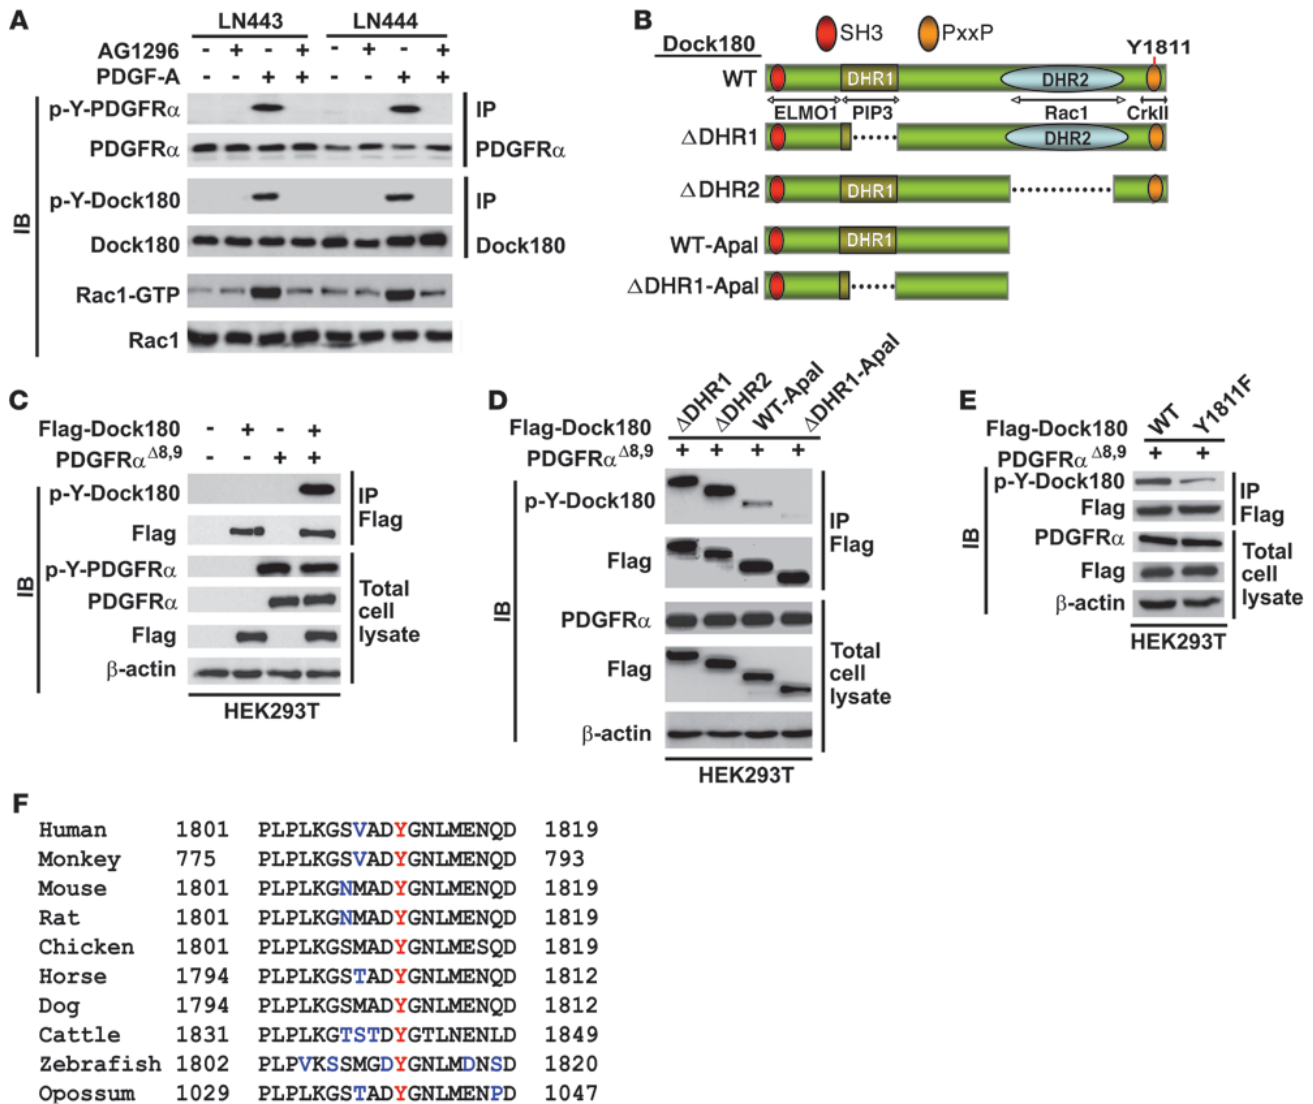 A
LN443 LN444
AG1296 - + - + - + - +
PDGF-A - - + + - - + +
IB
p-Y-PDGFRα
PDGFRα
IP
PDGFRα
p-Y-Dock180
Dock180
IP
Dock180
Rac1-GTP
Rac1
B
SH3 PxxP
Dock180
Y1811
WT DHR1 DHR2
ELMO1 PIP3 Rac1 CrkII
ΔDHR1 DHR2
ΔDHR2 DHR1
WT-ApaI DHR1
ΔDHR1-ApaI
C
Flag-Dock180 - + - +
PDGFRαΔ8,9 - - + +
IB
p-Y-Dock180
Flag
IP
Flag
p-Y-PDGFRα
PDGFRα
Flag
β-actin
Total
cell
lysate
HEK293T
D
ΔDHR1 ΔDHR2 WT-ApaI ΔDHR1-ApaI
Flag-Dock180
PDGFRαΔ8,9 + + + +
IB
p-Y-Dock180
Flag
IP
Flag
PDGFRα
Flag
β-actin
Total
cell
lysate
HEK293T
E
WT Y1811F
Flag-Dock180
PDGFRαΔ8,9 + +
IB
p-Y-Dock180
Flag
IP
Flag
PDGFRα
Flag
β-actin
Total
cell
lysate
HEK293T
F
Human 1801 PLPLKGSVADYGNLMENQD 1819
Monkey 775 PLPLKGSVADYGNLMENQD 793
Mouse 1801 PLPLKGNMADYGNLMENQD 1819
Rat 1801 PLPLKGNMADYGNLMENQD 1819
Chicken 1801 PLPLKGSMADYGNLMESQD 1819
Horse 1794 PLPLKGSTADYGNLMENQD 1812
Dog 1794 PLPLKGSMADYGNLMENQD 1812
Cattle 1831 PLPLKGTSTDYGTLNENLD 1849
Zebrafish 1802 PLPVKSSMGDYGNLMDNSD 1820
Opossum 1029 PLPLKGSTADYGNLMENPD 1047